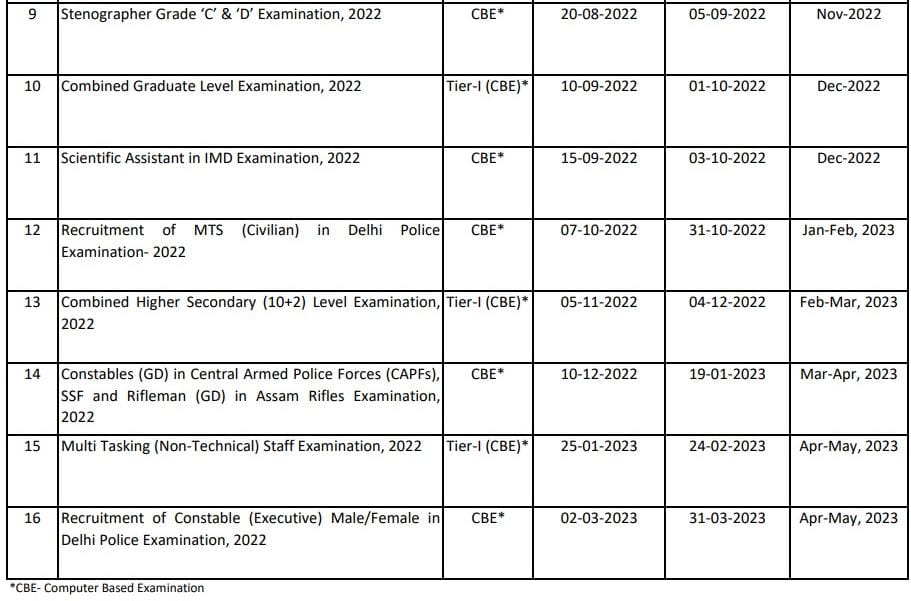 9 Stenographer Grade ‘C’ & ‘D’ Examination, 2022 CBE* 20-08-2022 05-09-2022 Nov-2022
10 Combined Graduate Level Examination, 2022 Tier-I (CBE)* 10-09-2022 01-10-2022 Dec-2022
11 Scientific Assistant in IMD Examination, 2022 CBE* 15-09-2022 03-10-2022 Dec-2022
12 Recruitment of MTS (Civilian) in Delhi Police CBE* 07-10-2022 31-10-2022 Jan-Feb, 2023
Examination- 2022
13 Combined Higher Secondary (10+2) Level Examination, Tier-I (CBE)* 05-11-2022 04-12-2022 Feb-Mar, 2023
2022
14 Constables (GD) in Central Armed Police Forces (CAPFs), CBE* 10-12-2022 19-01-2023 Mar-Apr, 2023
SSF and Rifleman (GD) in Assam Rifles Examination,
2022
15 Multi Tasking (Non-Technical) Staff Examination, 2022 Tier-I (CBE)* 25-01-2023 24-02-2023 Apr-May, 2023
16 Recruitment of Constable (Executive) Male/Female in CBE* 02-03-2023 31-03-2023 Apr-May, 2023
Delhi Police Examination, 2022
*CBE- Computer Based Examination